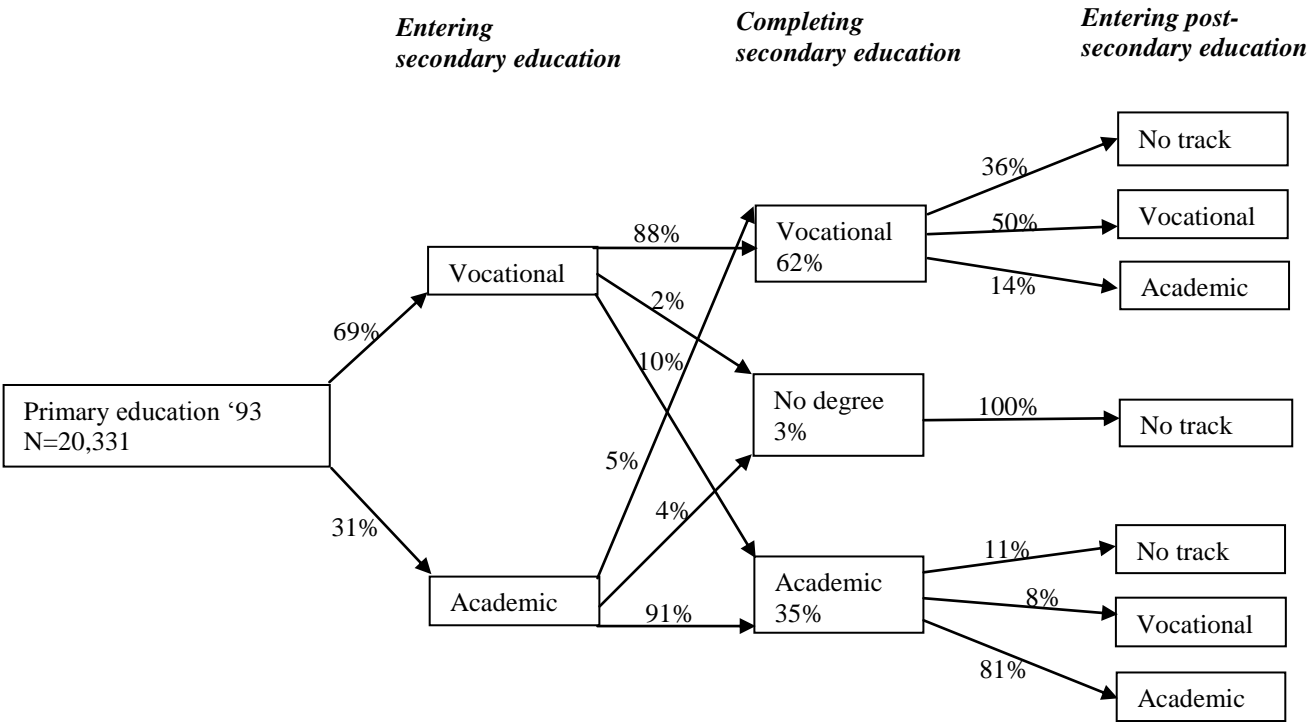 Entering
secondary education
Completing
secondary education
Entering post-
secondary education
Primary education ‘93
N=20,331
69%
31%
Vocational
Academic
88%
2%
10%
5%
4%
91%
Vocational
62%
No degree
3%
Academic
35%
36%
50%
14%
100%
11%
8%
81%
No track
Vocational
Academic
No track
No track
Vocational
Academic